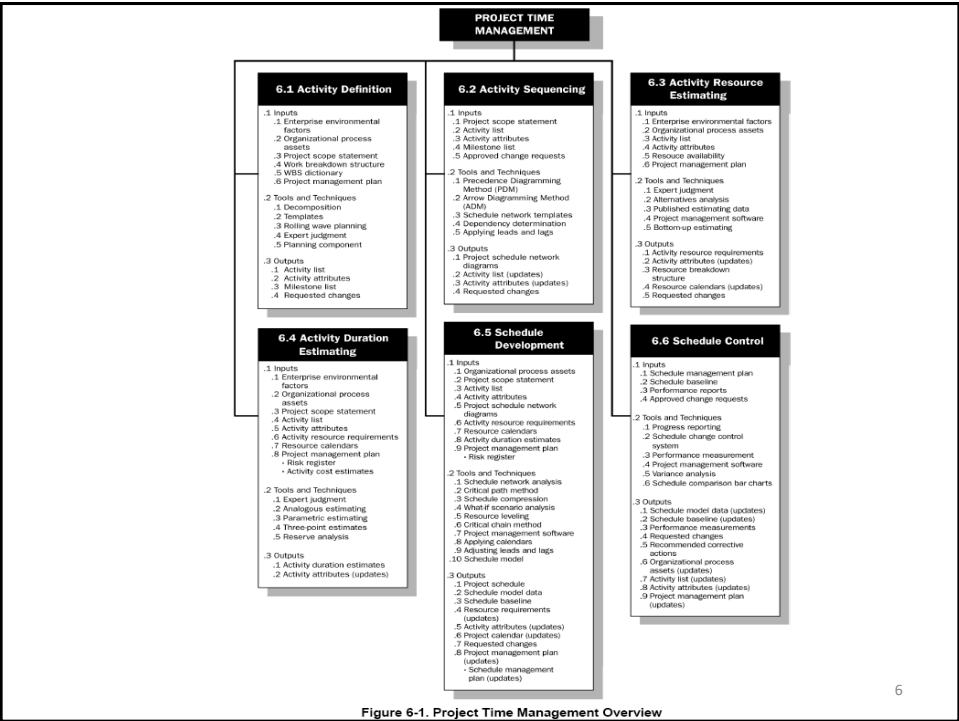 PROJECT TIME
MANAGEMENT
6.1 Activity Definition
.1 Inputs
.1 Enterprise environmental
factors
.2 Organizational process
assets
.3 Project scope statement
.4 Work breakdown structure
.5 WBS dictionary
.6 Project management plan
.2 Tools and Techniques
.1 Decomposition
.2 Templates
.3 Rolling wave planning
.4 Expert judgment
.5 Planning component
.3 Outputs
.1 Activity list
.2 Activity attributes
.3 Milestone list
.4 Requested changes
6.2 Activity Sequencing
.1 Inputs
.1 Project scope statement
.2 Activity list
.3 Activity attributes
.4 Milestone list
.5 Approved change requests
.2 Tools and Techniques
.1 Precedence Diagramming
Method (PDM)
.2 Arrow Diagramming Method
(ADM)
.3 Schedule network templates
.4 Dependency determination
.5 Applying leads and lags
.3 Outputs
.1 Project schedule network
diagrams
.2 Activity list (updates)
.3 Activity attributes (updates)
.4 Requested changes
6.3 Activity Resource
Estimating
.1 Inputs
.1 Enterprise environmental factors
.2 Organizational process assets
.3 Activity list
.4 Activity attributes
.5 Resouce availability
.6 Project management plan
.2 Tools and Techniques
.1 Expert judgment
.2 Alternatives analysis
.3 Published estimating data
.4 Project management software
.5 Bottom-up estimating
.3 Outputs
.1 Activity resource requirements
.2 Activity attributes (updates)
.3 Resource breakdown
structure
.4 Resource calendars (updates)
.5 Requested changes
6.4 Activity Duration
Estimating
.1 Inputs
.1 Enterprise environmental
factors
.2 Organizational process
assets
.3 Project scope statement
.4 Activity list
.5 Activity attributes
.6 Activity resource requirements
.7 Resource calendars
.8 Project management plan
• Risk register
• Activity cost estimates
.2 Tools and Techniques
.1 Expert judgment
.2 Analogous estimating
.3 Parametric estimating
.4 Three-point estimates
.5 Reserve analysis
.3 Outputs
.1 Activity duration estimates
.2 Activity attributes (updates)
6.5 Schedule
Development
.1 Inputs
.1 Organizational process assets
.2 Project scope statement
.3 Activity list
.4 Activity attributes
.5 Project schedule network
diagrams
.6 Activity resource requirements
.7 Resource calendars
.8 Activity duration estimates
.9 Project management plan
• Risk register
.2 Tools and Techniques
.1 Schedule network analysis
.2 Critical path method
.3 Schedule compression
.4 What-if scenario analysis
.5 Resource leveling
.6 Critical chain method
.7 Project management software
.8 Applying calendars
.9 Adjusting leads and lags
.10 Schedule model
.3 Outputs
.1 Project schedule
.2 Schedule model data
.3 Schedule baseline
.4 Resource requirements
(updates)
.5 Activity attributes (updates)
.6 Project calendar (updates)
.7 Requested changes
.8 Project management plan
(updates)
• Schedule management
plan (updates)
6.6 Schedule Control
.1 Inputs
.1 Schedule management plan
.2 Schedule baseline
.3 Performance reports
.4 Approved change requests
.2 Tools and Techniques
.1 Progress reporting
.2 Schedule change control
system
.3 Performance measurement
.4 Project management software
.5 Variance analysis
.6 Schedule comparison bar charts
.3 Outputs
.1 Schedule model data (updates)
.2 Schedule baseline (updates)
.3 Performance measurements
.4 Requested changes
.5 Recommended corrective
actions
.6 Organizational process
assets (updates)
.7 Activity list (updates)
.8 Activity attributes (updates)
.9 Project management plan
(updates)
6
Figure 6-1. Project Time Management Overview